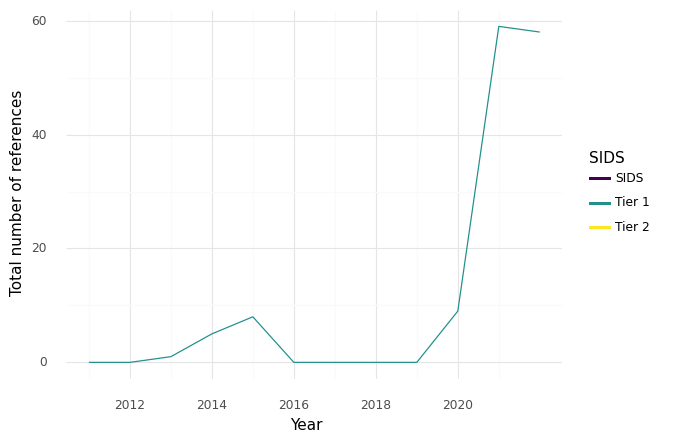 60
40
20
0
Total number of references
2012 2014 2016 2018 2020
Year
SIDS
SIDS
Tier 1
Tier 2